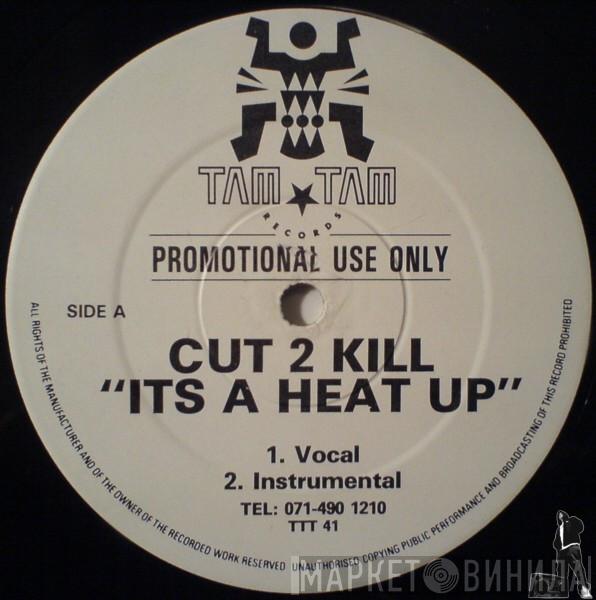 TAM TAM
RECORDS
PROMOTIONAL USE ONLY
SIDE A
CUT 2 KILL
"ITS A HEAT UP"
1. Vocal
2. Instrumental
TEL: 071-490 1210
TTT 41
ALL RIGHTS OF THE MANUFACTURER AND OF THE OWNER OF THE RECORDED WORK RESERVED UNAUTHORISED COPYING PUBLIC PERFORMANCE AND BROADCASTING OF THIS RECORD PROHIBITED
МАРКЕТ ВИНИЛА